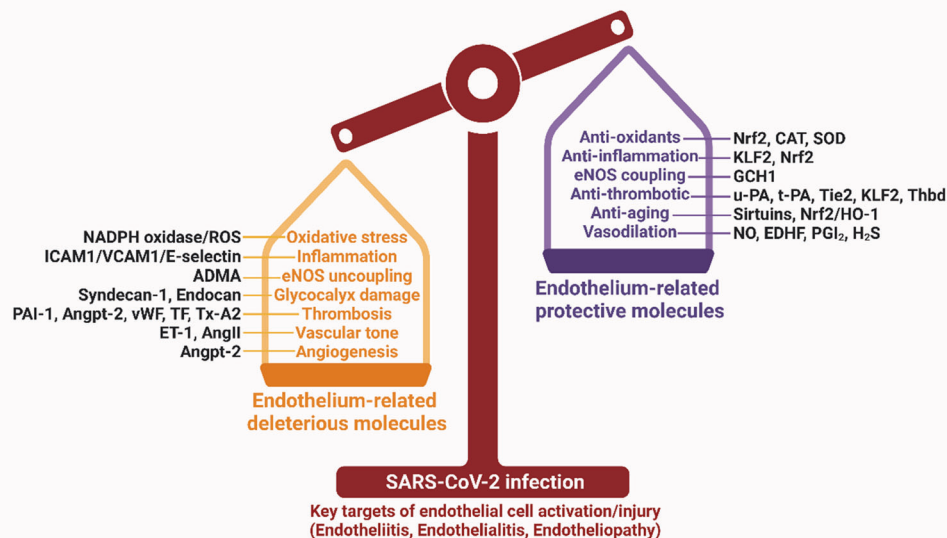 Anti-oxidants Nrf2, CAT, SOD
Anti-inflammation KLF2, Nrf2
eNOS coupling GCH1
Anti-thrombotic u-PA, t-PA, Tie2, KLF2, Thbd
Anti-aging Sirtuins, Nrf2/HO-1
Vasodilation NO, EDHF, PGI₂, H₂S
Endothelium-related
protective molecules
NADPH oxidase/ROS Oxidative stress
ICAM1/VCAM1/E-selectin Inflammation
ADMA eNOS uncoupling
Syndecan-1, Endocan Glycocalyx damage
PAI-1, Angpt-2, vWF, TF, Tx-A2 Thrombosis
ET-1, AngII Vascular tone
Angpt-2 Angiogenesis
Endothelium-related
deleterious molecules
SARS-CoV-2 infection
Key targets of endothelial cell activation/injury
(Endotheliitis, Endothelialitis, Endotheliopathy)